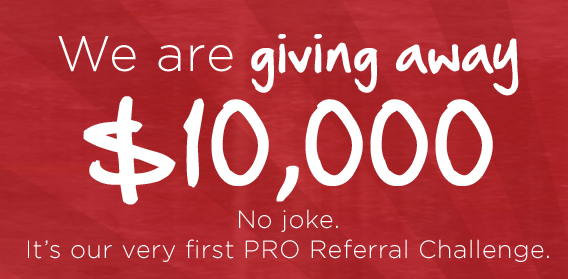 We are giving away
$10,000
No joke.
It's our very first PRO Referral Challenge.